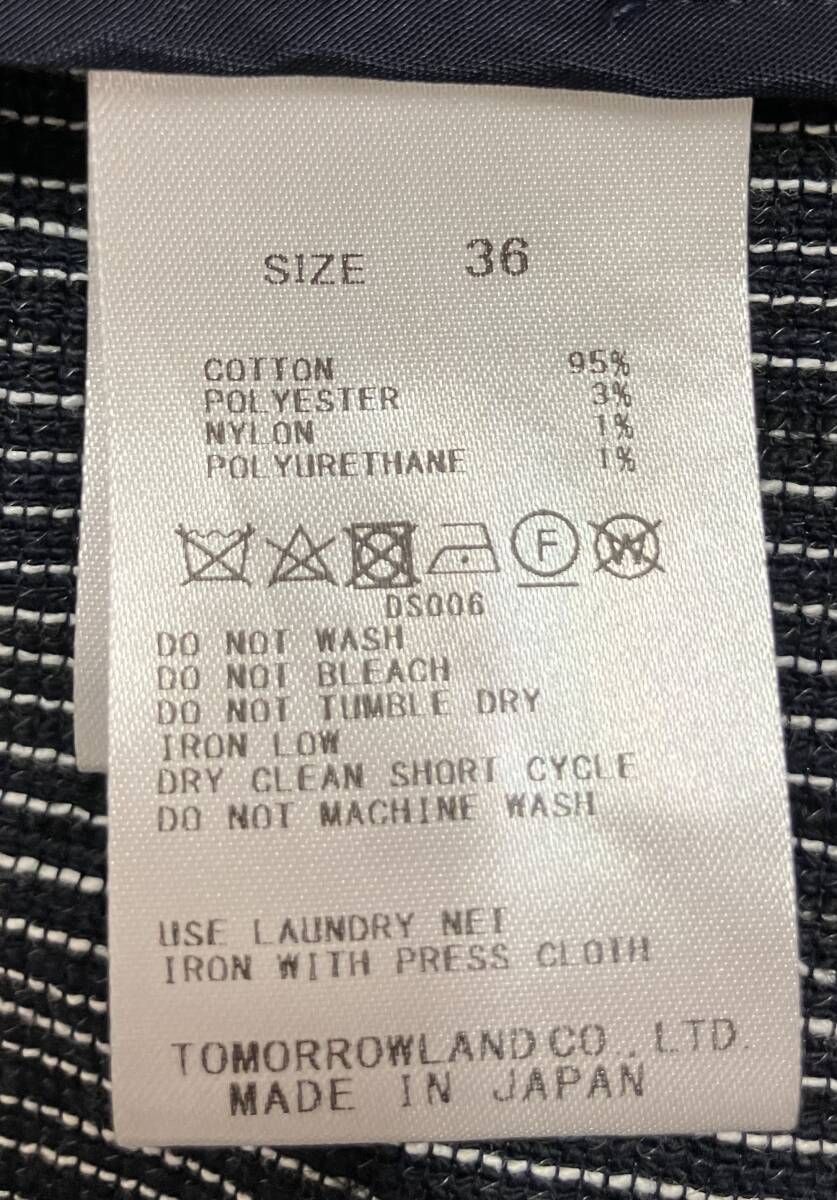 SIZE 36
COTTON 95%
POLYESTER 3%
NYLON 1%
POLYURETHANE 1%
F W
DS006
DO NOT WASH
DO NOT BLEACH
DO NOT TUMBLE DRY
IRON LOW
DRY CLEAN SHORT CYCLE
DO NOT MACHINE WASH
USE LAUNDRY NET
IRON WITH PRESS CLOTH
TOMORROWLAND CO., LTD.
MADE IN JAPAN